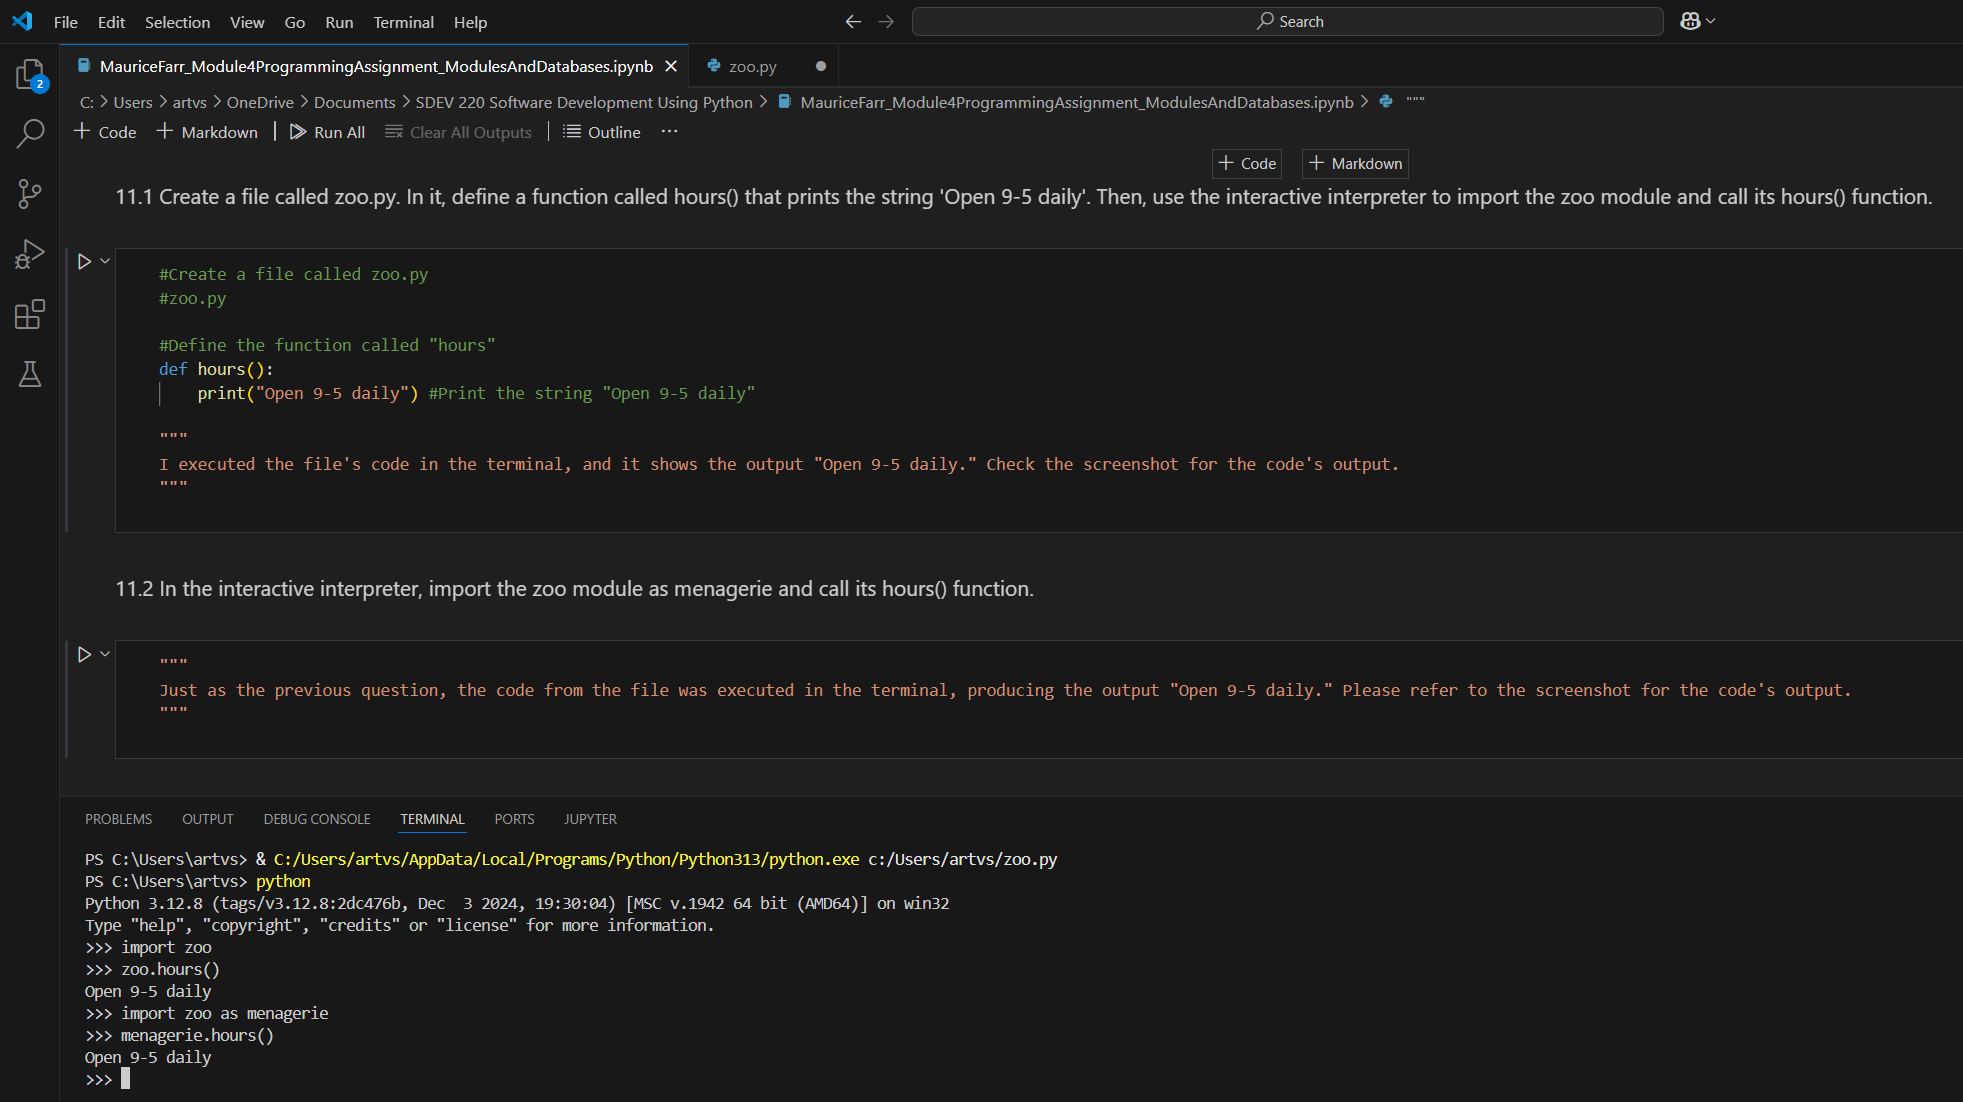 File Edit Selection View Go Run Terminal Help Search
2
MauriceFarr_Module4ProgrammingAssignment_ModulesAndDatabases.ipynb zoo.py
C: > Users > artvs > OneDrive > Documents > SDEV 220 Software Development Using Python > MauriceFarr_Module4ProgrammingAssignment_ModulesAndDatabases.ipynb > """
+ Code + Markdown | Run All Clear All Outputs | Outline ...
+ Code + Markdown
11.1 Create a file called zoo.py. In it, define a function called hours() that prints the string 'Open 9-5 daily'. Then, use the interactive interpreter to import the zoo module and call its hours() function.
#Create a file called zoo.py
#zoo.py
#Define the function called "hours"
def hours():
    print("Open 9-5 daily") #Print the string "Open 9-5 daily"
"""
I executed the file's code in the terminal, and it shows the output "Open 9-5 daily." Check the screenshot for the code's output.
"""
11.2 In the interactive interpreter, import the zoo module as menagerie and call its hours() function.
"""
Just as the previous question, the code from the file was executed in the terminal, producing the output "Open 9-5 daily." Please refer to the screenshot for the code's output.
"""
PROBLEMS OUTPUT DEBUG CONSOLE TERMINAL PORTS JUPYTER
PS C:\Users\artvs> & C:/Users/artvs/AppData/Local/Programs/Python/Python313/python.exe c:/Users/artvs/zoo.py
PS C:\Users\artvs> python
Python 3.12.8 (tags/v3.12.8:2dc476b, Dec  3 2024, 19:30:04) [MSC v.1942 64 bit (AMD64)] on win32
Type "help", "copyright", "credits" or "license" for more information.
>>> import zoo
>>> zoo.hours()
Open 9-5 daily
>>> import zoo as menagerie
>>> menagerie.hours()
Open 9-5 daily
>>>